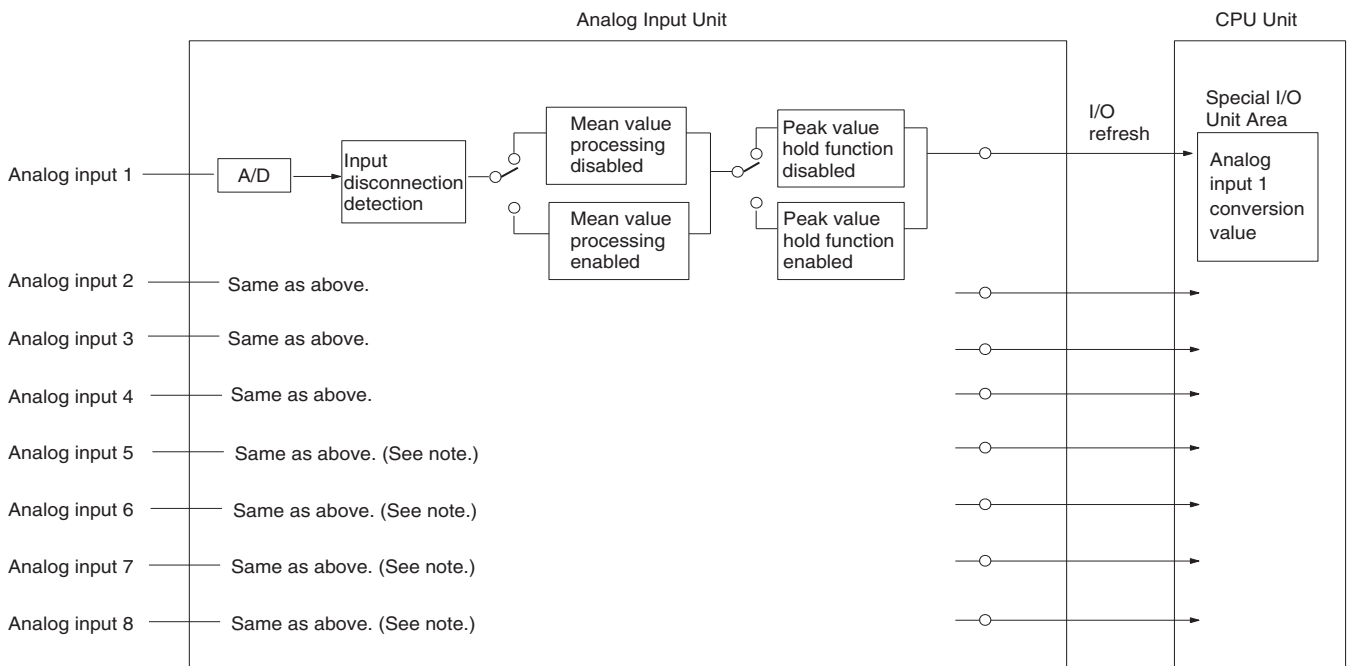 Analog Input Unit
CPU Unit
Analog input 1
A/D
Input
disconnection
detection
Mean value
processing
disabled
Mean value
processing
enabled
Peak value
hold function
disabled
Peak value
hold function
enabled
I/O
refresh
Special I/O
Unit Area
Analog
input 1
conversion
value
Analog input 2
Same as above.
Analog input 3
Same as above.
Analog input 4
Same as above.
Analog input 5
Same as above. (See note.)
Analog input 6
Same as above. (See note.)
Analog input 7
Same as above. (See note.)
Analog input 8
Same as above. (See note.)